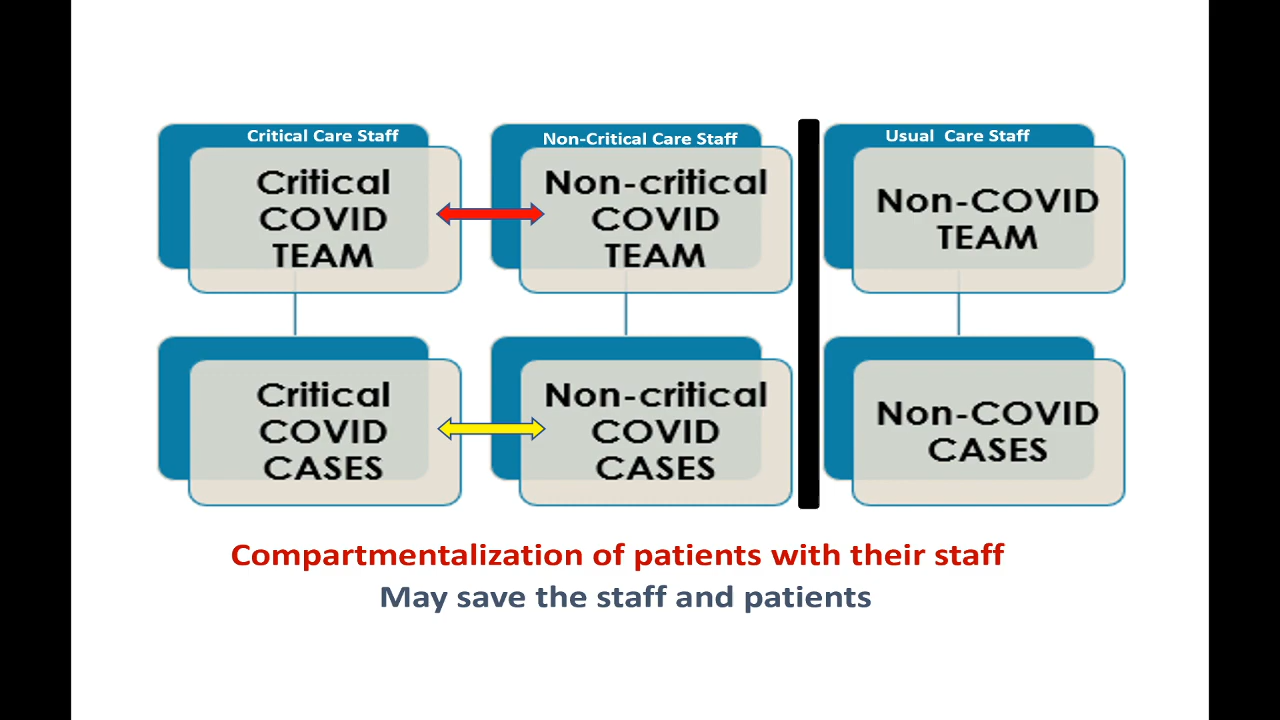 Critical Care Staff
Critical
COVID
TEAM
Non-Critical Care Staff
Non-critical
COVID
TEAM
Usual Care Staff
Non-COVID
TEAM
Critical
COVID
CASES
Non-critical
COVID
CASES
Non-COVID
CASES
Compartmentalization of patients with their staff
May save the staff and patients